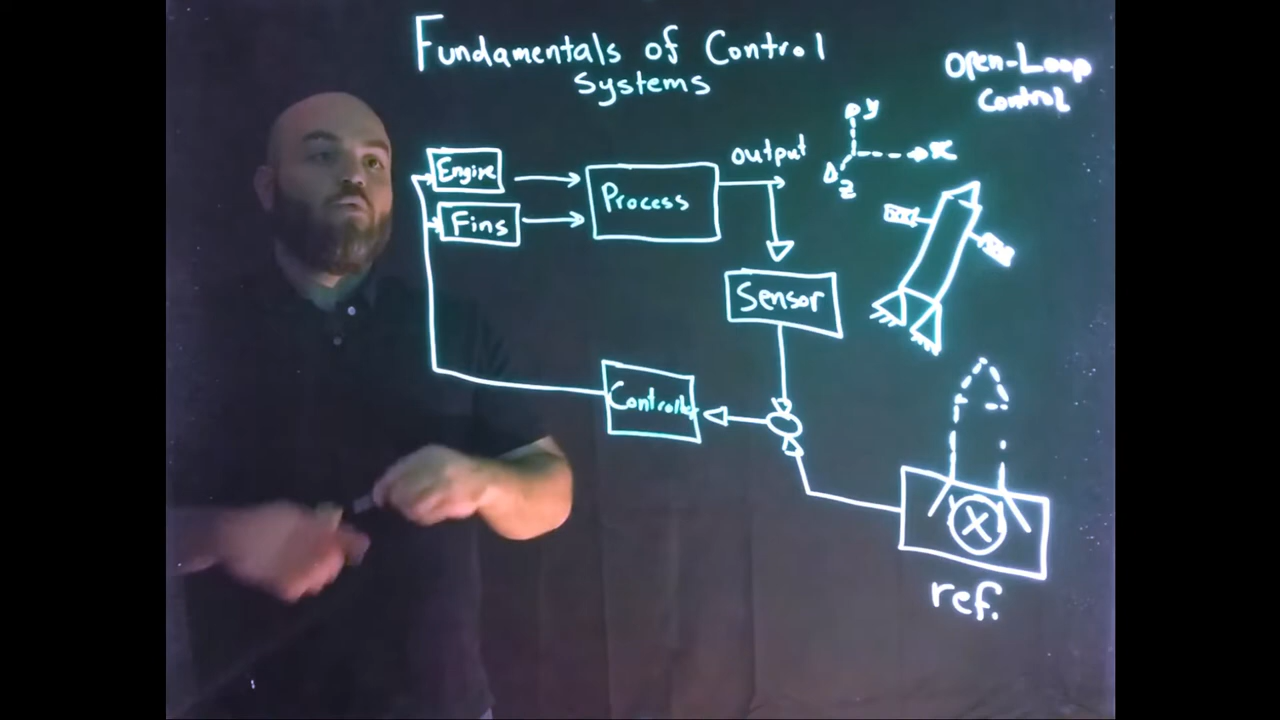 Fundamentals of Control
Systems
Open-Loop
Control
Engine
Fins
Process
output
y
x
z
Sensor
Controller
X
ref.